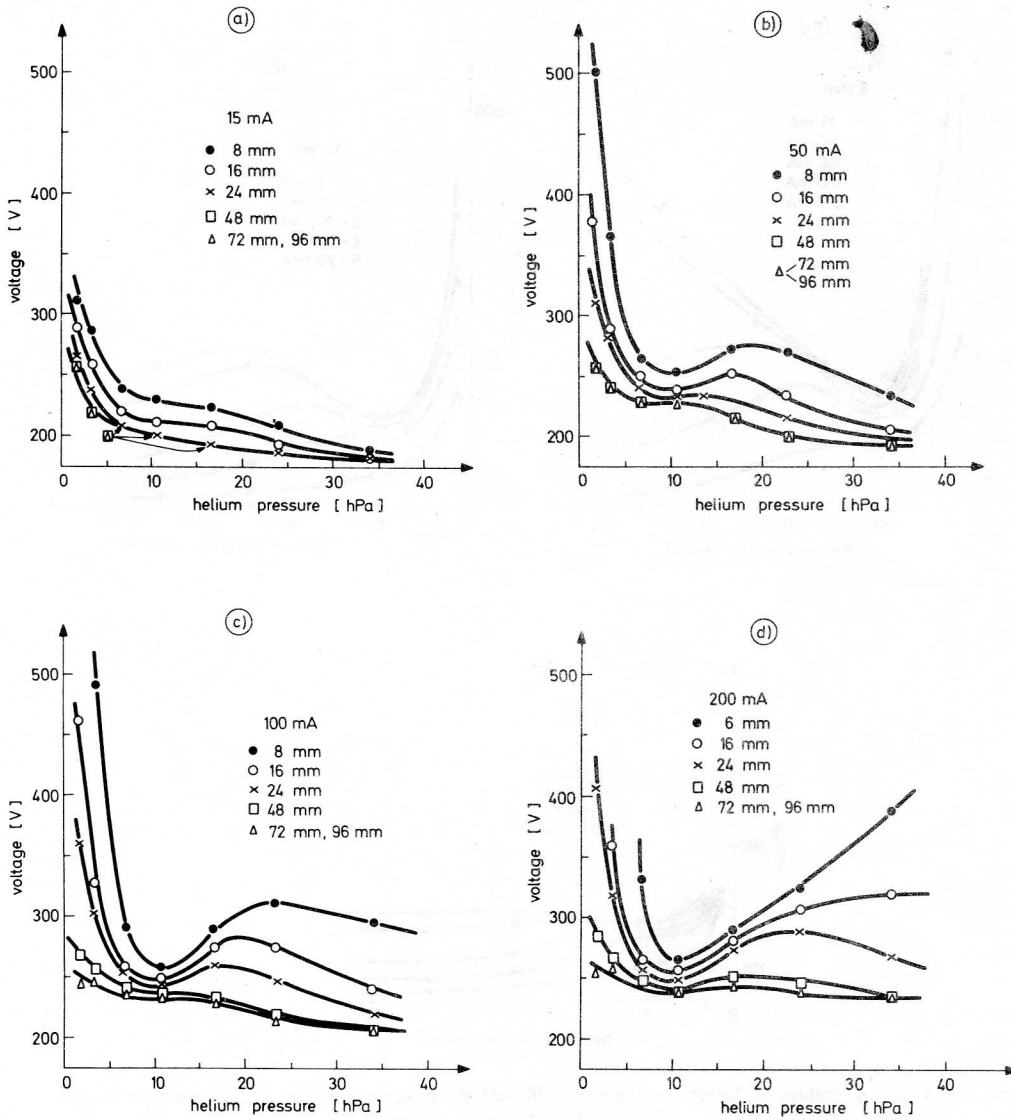 a)
500
400
300
200
voltage [ V ]
15 mA
8 mm
16 mm
24 mm
48 mm
72 mm, 96 mm
0 10 20 30 40
helium pressure [ hPa ]
b)
500
400
300
200
voltage [ V ]
50 mA
8 mm
16 mm
24 mm
48 mm
72 mm
96 mm
0 10 20 30 40
helium pressure [ hPa ]
c)
500
400
300
200
voltage [ V ]
100 mA
8 mm
16 mm
24 mm
48 mm
72 mm, 96 mm
0 10 20 30 40
helium pressure [ hPa ]
d)
500
400
300
200
voltage [ V ]
200 mA
6 mm
16 mm
24 mm
48 mm
72 mm, 96 mm
0 10 20 30 40
helium pressure [ hPa ]